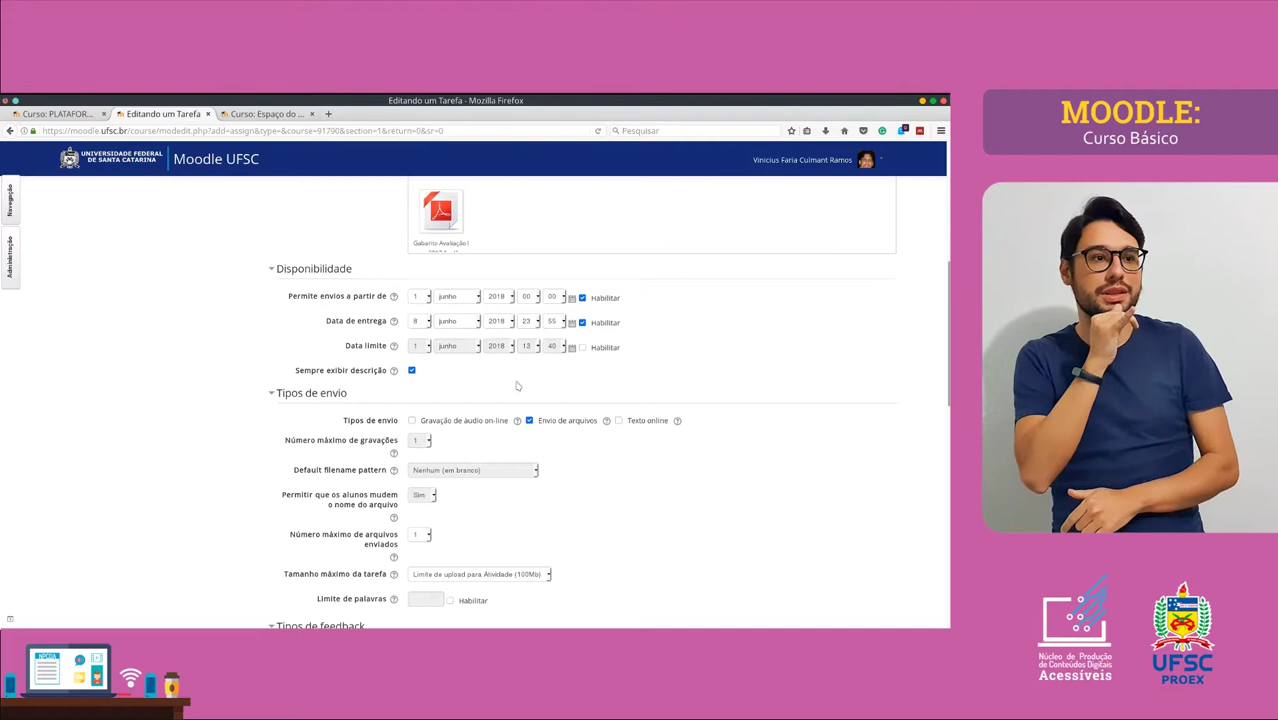 Editando um Tarefa - Mozilla Firefox
Curso: PLATAFOR... × Editando um Tarefa × Curso: Espaço do ... ×
https://moodle.ufsc.br/course/modedit.php?add=assign&type=&course=91790&section=1&return=0&sr=0
Pesquisar
UNIVERSIDADE FEDERAL
DE SANTA CATARINA
Moodle UFSC
Vinicius Faria Culmant Ramos
Navegação
Administração
Gabarito Avaliação I
Disponibilidade
Permite envios a partir de 1 junho 2018 00 00 Habilitar
Data de entrega 8 junho 2018 23 55 Habilitar
Data limite 1 junho 2018 13 40 Habilitar
Sempre exibir descrição
Tipos de envio
Tipos de envio Gravação de àudio on-line Envio de arquivos Texto online
Número máximo de gravações 1
Default filename pattern Nenhum (em branco)
Permitir que os alunos mudem
o nome do arquivo
Sim
Número máximo de arquivos
enviados
1
Tamanho máximo da tarefa Limite de upload para Atividade (100Mb)
Limite de palavras Habilitar
Tipos de feedback
MOODLE:
Curso Básico
NPCDA
Núcleo de Produção
de Conteúdos Digitais
Acessíveis
UFSC
PROEX